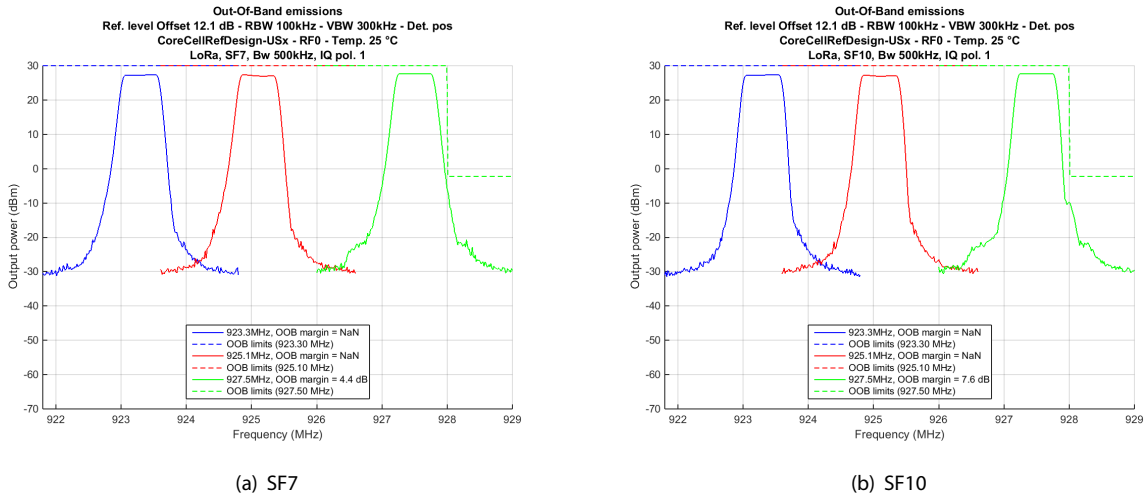 Out-Of-Band emissions
Ref. level Offset 12.1 dB - RBW 100kHz - VBW 300kHz - Det. pos
CoreCellRefDesign-USx - RF0 - Temp. 25 °C
LoRa, SF7, Bw 500kHz, IQ pol. 1
30
20
10
0
-10
-20
-30
-40
-50
-60
-70
Output power (dBm)
923.3MHz, OOB margin = NaN
OOB limits (923.30 MHz)
925.1MHz, OOB margin = NaN
OOB limits (925.10 MHz)
927.5MHz, OOB margin = 4.4 dB
OOB limits (927.50 MHz)
922 923 924 925 926 927 928 929
Frequency (MHz)
(a) SF7
Out-Of-Band emissions
Ref. level Offset 12.1 dB - RBW 100kHz - VBW 300kHz - Det. pos
CoreCellRefDesign-USx - RF0 - Temp. 25 °C
LoRa, SF10, Bw 500kHz, IQ pol. 1
30
20
10
0
-10
-20
-30
-40
-50
-60
-70
Output power (dBm)
923.3MHz, OOB margin = NaN
OOB limits (923.30 MHz)
925.1MHz, OOB margin = NaN
OOB limits (925.10 MHz)
927.5MHz, OOB margin = 7.6 dB
OOB limits (927.50 MHz)
922 923 924 925 926 927 928 929
Frequency (MHz)
(b) SF10